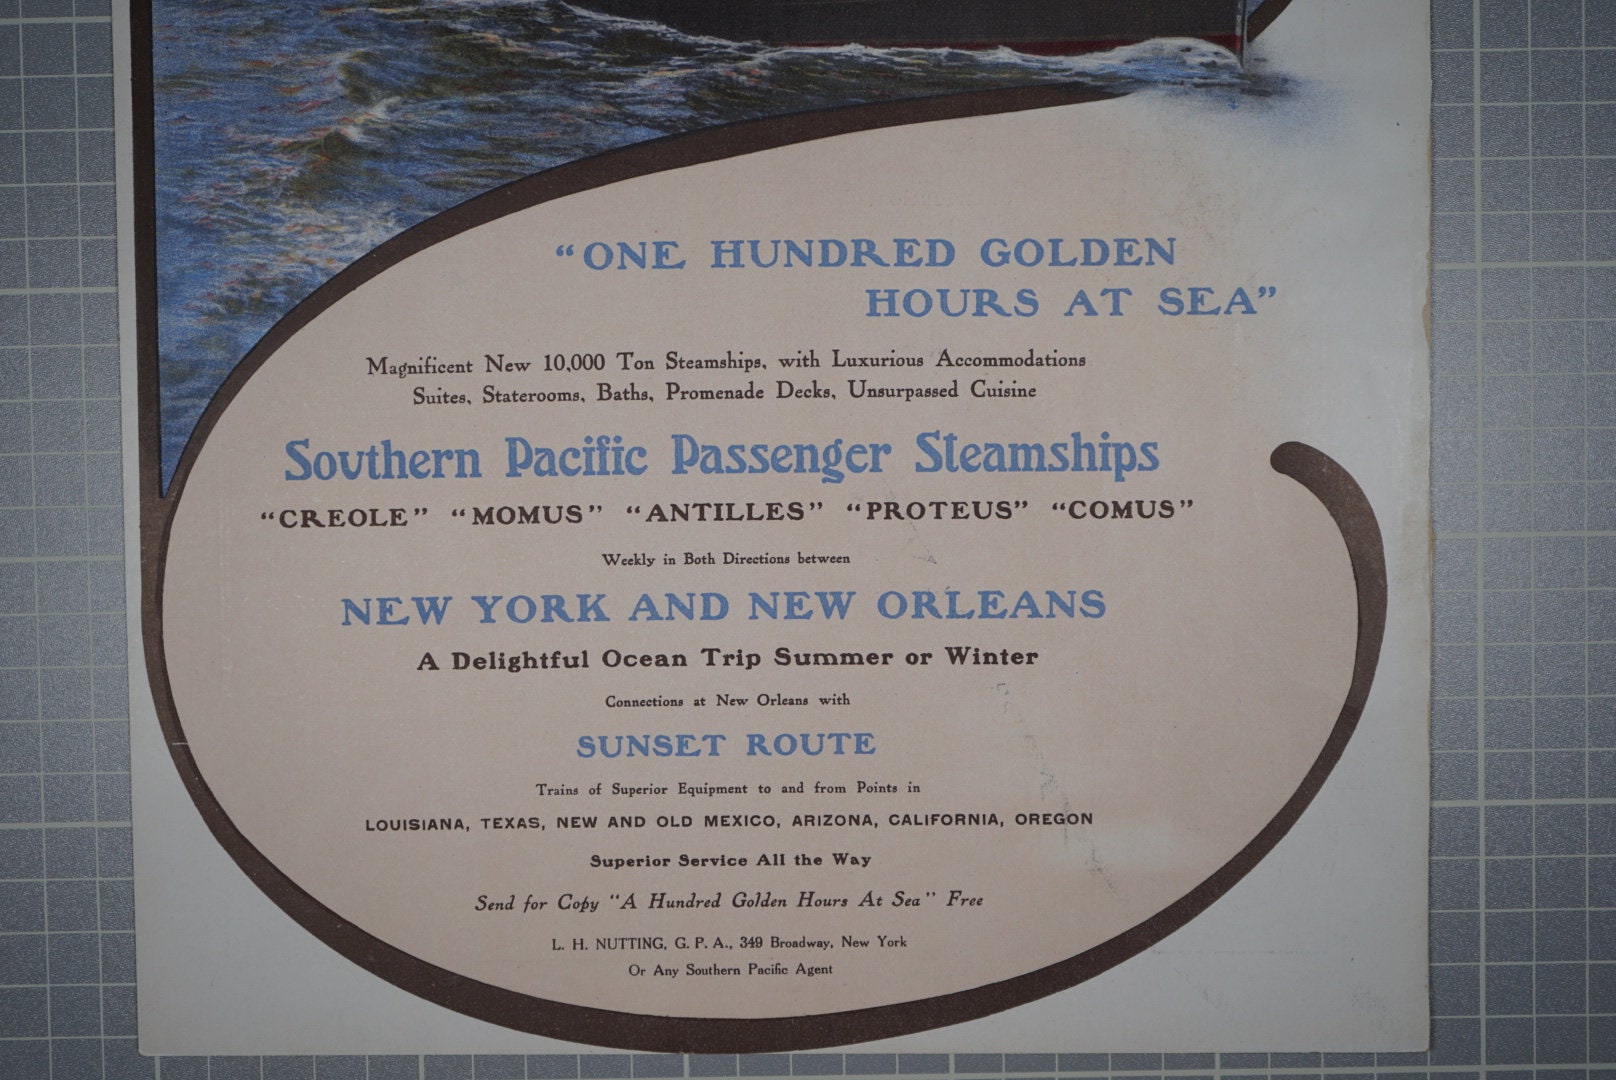 “ONE HUNDRED GOLDEN
HOURS AT SEA”
Magnificent New 10,000 Ton Steamships, with Luxurious Accommodations
Suites, Staterooms, Baths, Promenade Decks, Unsurpassed Cuisine
Southern Pacific Passenger Steamships
“CREOLE” “MOMUS” “ANTILLES” “PROTEUS” “COMUS”
Weekly in Both Directions between
NEW YORK AND NEW ORLEANS
A Delightful Ocean Trip Summer or Winter
Connections at New Orleans with
SUNSET ROUTE
Trains of Superior Equipment to and from Points in
LOUISIANA, TEXAS, NEW AND OLD MEXICO, ARIZONA, CALIFORNIA, OREGON
Superior Service All the Way
Send for Copy “A Hundred Golden Hours At Sea” Free
L. H. NUTTING, G. P. A., 349 Broadway, New York
Or Any Southern Pacific Agent